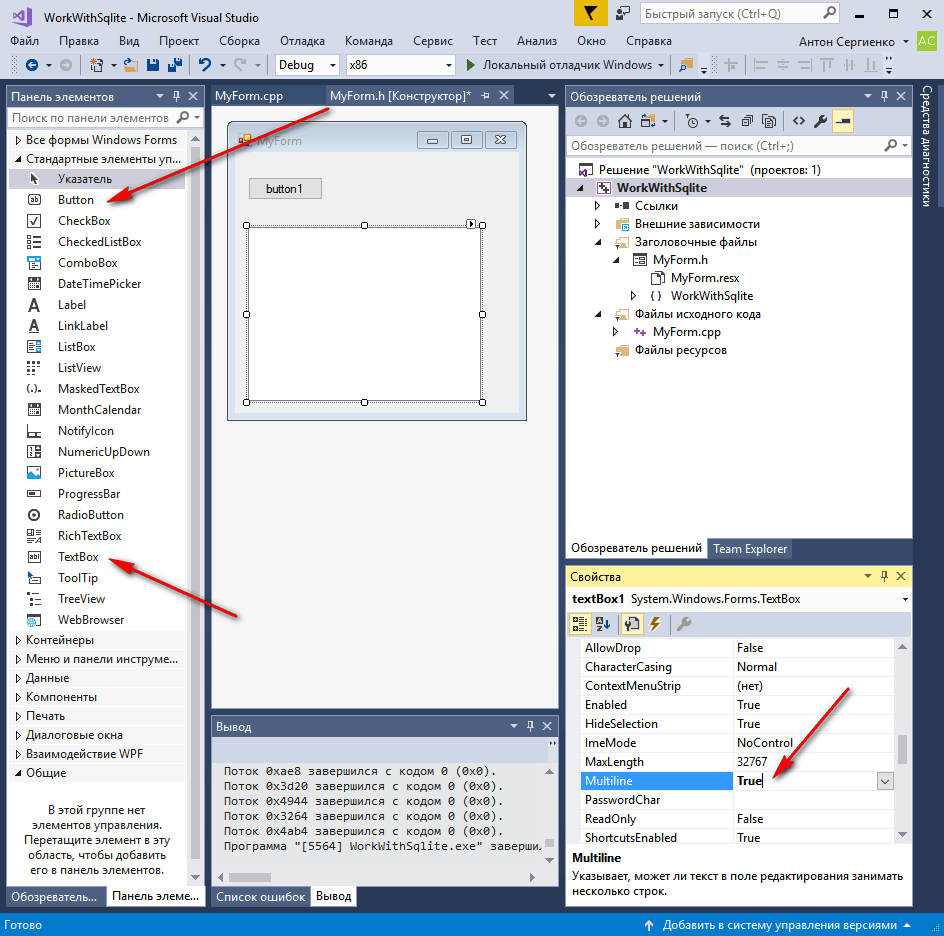 WorkWithSqlite - Microsoft Visual Studio
Быстрый запуск (Ctrl+Q)
Файл Правка Вид Проект Сборка Отладка Команда Сервис Тест Анализ Окно Справка
Антон Сергиенко AC
Debug x86 Локальный отладчик Windows
Панель элементов
Поиск по панели элементов
Все формы Windows Forms
Стандартные элементы уп...
Указатель
Button
CheckBox
CheckedListBox
ComboBox
DateTimePicker
Label
LinkLabel
ListBox
ListView
MaskedTextBox
MonthCalendar
NotifyIcon
NumericUpDown
PictureBox
ProgressBar
RadioButton
RichTextBox
TextBox
ToolTip
TreeView
WebBrowser
Контейнеры
Меню и панели инструме...
Данные
Компоненты
Печать
Диалоговые окна
Взаимодействие WPF
Общие
В этой группе нет
элементов управления.
Перетащите элемент в эту
область, чтобы добавить
его в панель элементов.
Обозреватель... Панель элеме...
MyForm.cpp MyForm.h [Конструктор]*
MyForm
button1
Вывод
Поток 0xae8 завершился с кодом 0 (0x0).
Поток 0x3d20 завершился с кодом 0 (0x0).
Поток 0x4944 завершился с кодом 0 (0x0).
Поток 0x3264 завершился с кодом 0 (0x0).
Поток 0x4ab4 завершился с кодом 0 (0x0).
Программа "[5564] WorkWithSqlite.exe" заверши
Список ошибок Вывод
Обозреватель решений
Обозреватель решений — поиск (Ctrl+;)
Решение "WorkWithSqlite" (проектов: 1)
WorkWithSqlite
Ссылки
Внешние зависимости
Заголовочные файлы
MyForm.h
MyForm.resx
WorkWithSqlite
Файлы исходного кода
MyForm.cpp
Файлы ресурсов
Обозреватель решений Team Explorer
Свойства
textBox1 System.Windows.Forms.TextBox
AllowDrop False
CharacterCasing Normal
ContextMenuStrip (нет)
Enabled True
HideSelection True
ImeMode NoControl
MaxLength 32767
Multiline True
PasswordChar
ReadOnly False
ShortcutsEnabled True
Multiline
Указывает, может ли текст в поле редактирования занимать
несколько строк.
Средства диагностики
Готово
Добавить в систему управления версиями